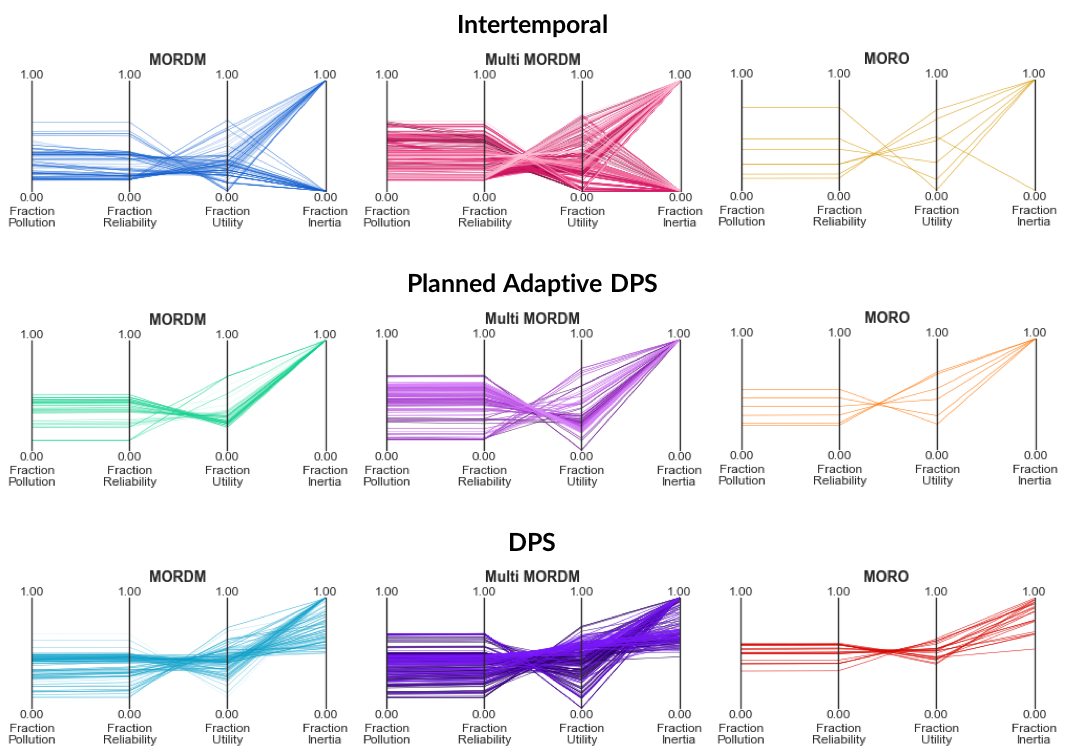 Intertemporal
MORDM
Multi MORDM
MORO
1.00 1.00 1.00 1.00
1.00 1.00 1.00 1.00
1.00 1.00 1.00 1.00
0.00 0.00 0.00 0.00
0.00 0.00 0.00 0.00
0.00 0.00 0.00 0.00
Fraction Fraction Fraction Fraction
Pollution Reliability Utility Inertia
Fraction Fraction Fraction Fraction
Pollution Reliability Utility Inertia
Fraction Fraction Fraction Fraction
Pollution Reliability Utility Inertia
Planned Adaptive DPS
MORDM
Multi MORDM
MORO
1.00 1.00 1.00 1.00
1.00 1.00 1.00 1.00
1.00 1.00 1.00 1.00
0.00 0.00 0.00 0.00
0.00 0.00 0.00 0.00
0.00 0.00 0.00 0.00
Fraction Fraction Fraction Fraction
Pollution Reliability Utility Inertia
Fraction Fraction Fraction Fraction
Pollution Reliability Utility Inertia
Fraction Fraction Fraction Fraction
Pollution Reliability Utility Inertia
DPS
MORDM
Multi MORDM
MORO
1.00 1.00 1.00 1.00
1.00 1.00 1.00 1.00
1.00 1.00 1.00 1.00
0.00 0.00 0.00 0.00
0.00 0.00 0.00 0.00
0.00 0.00 0.00 0.00
Fraction Fraction Fraction Fraction
Pollution Reliability Utility Inertia
Fraction Fraction Fraction Fraction
Pollution Reliability Utility Inertia
Fraction Fraction Fraction Fraction
Pollution Reliability Utility Inertia